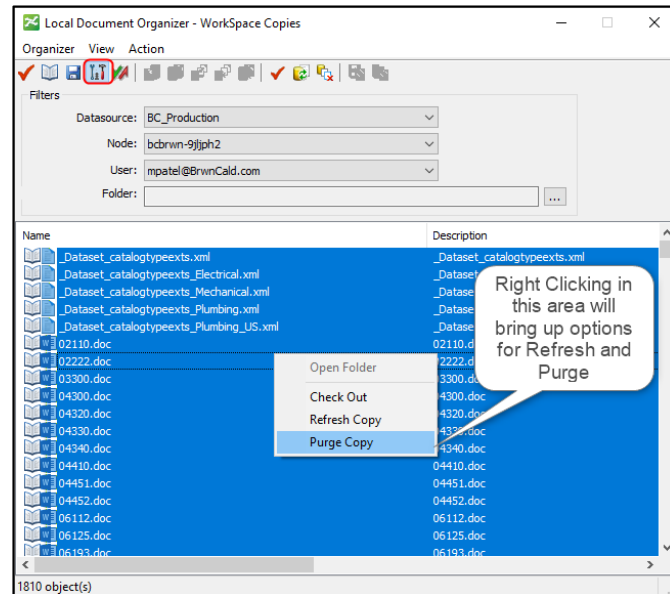 Local Document Organizer - WorkSpace Copies
Organizer View Action
Filters
Datasource: BC_Production
Node: bcbrwn-9jljph2
User: mpatel@BrwnCald.com
Folder:
...
Name Description
_Dataset_catalogtypeexts.xml _Dataset_catalogtypeexts.xml
_Dataset_catalogtypeexts_Electrical.xml _Datase
_Dataset_catalogtypeexts_Mechanical.xml _Datase
_Dataset_catalogtypeexts_Plumbing.xml _Datase
_Dataset_catalogtypeexts_Plumbing_US.xml _Datase
02110.doc 02110.d
02222.doc 02222.d
03300.doc 03300.d
04300.doc 04300.d
04320.doc 04320.d
04330.doc 04330.doc
04340.doc 04340.doc
04410.doc 04410.doc
04451.doc 04451.doc
04452.doc 04452.doc
06112.doc 06112.doc
06125.doc 06125.doc
06193.doc 06193.doc
Open Folder
Check Out
Refresh Copy
Purge Copy
Right Clicking in
this area will
bring up options
for Refresh and
Purge
1810 object(s)